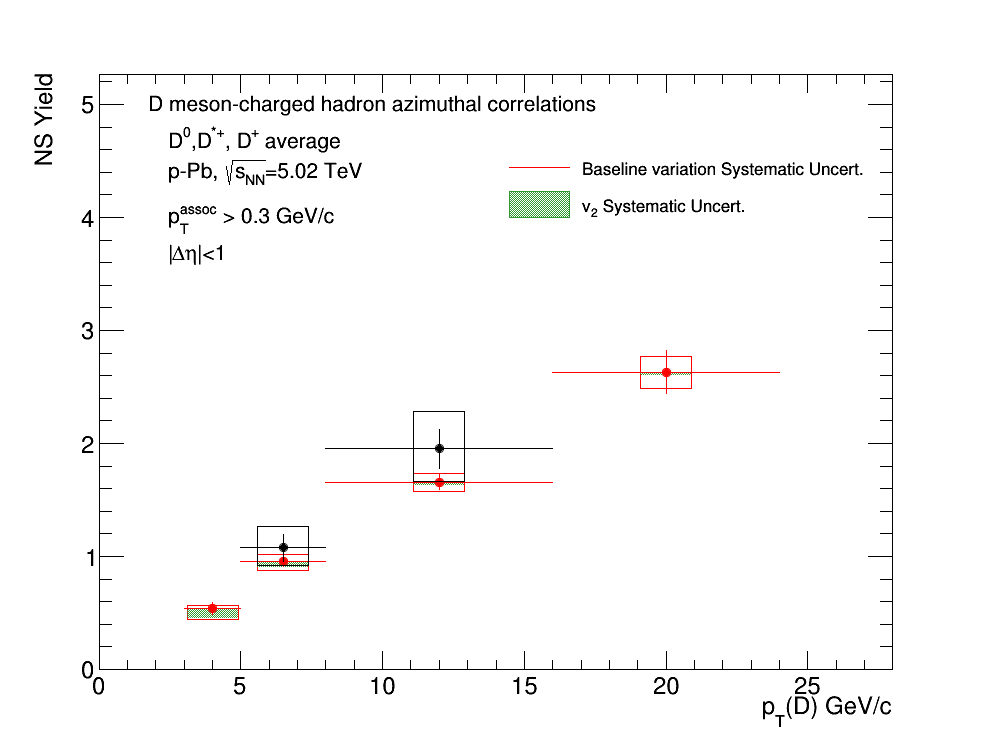 NS Yield
D meson-charged hadron azimuthal correlations
D0,D*+, D+ average
p-Pb, √sNN=5.02 TeV
pTassoc > 0.3 GeV/c
|Δη|<1
Baseline variation Systematic Uncert.
v2 Systematic Uncert.
5
4
3
2
1
0
0 5 10 15 20 25
pT(D) GeV/c